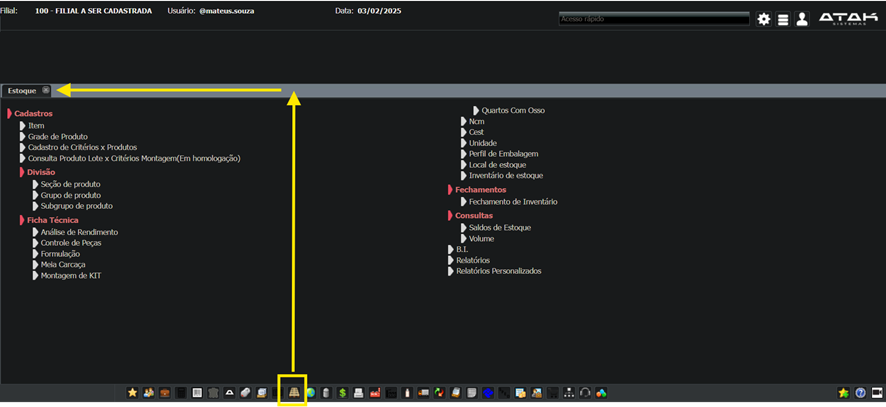 Filial: 100 - FILIAL A SER CADASTRADA Usuário: @mateus.souza Data: 03/02/2025
Acesso rápido
ATAK
SISTEMAS
Estoque
Cadastros
Item
Grade de Produto
Cadastro de Critérios x Produtos
Consulta Produto Lote x Critérios Montagem(Em homologação)
Divisão
Seção de produto
Grupo de produto
Subgrupo de produto
Ficha Técnica
Análise de Rendimento
Controle de Peças
Formulação
Meia Carcaça
Montagem de KIT
Quartos Com Osso
Ncm
Cest
Unidade
Perfil de Embalagem
Local de estoque
Inventário de estoque
Fechamentos
Fechamento de Inventário
Consultas
Saldos de Estoque
Volume
B.I.
Relatórios
Relatórios Personalizados